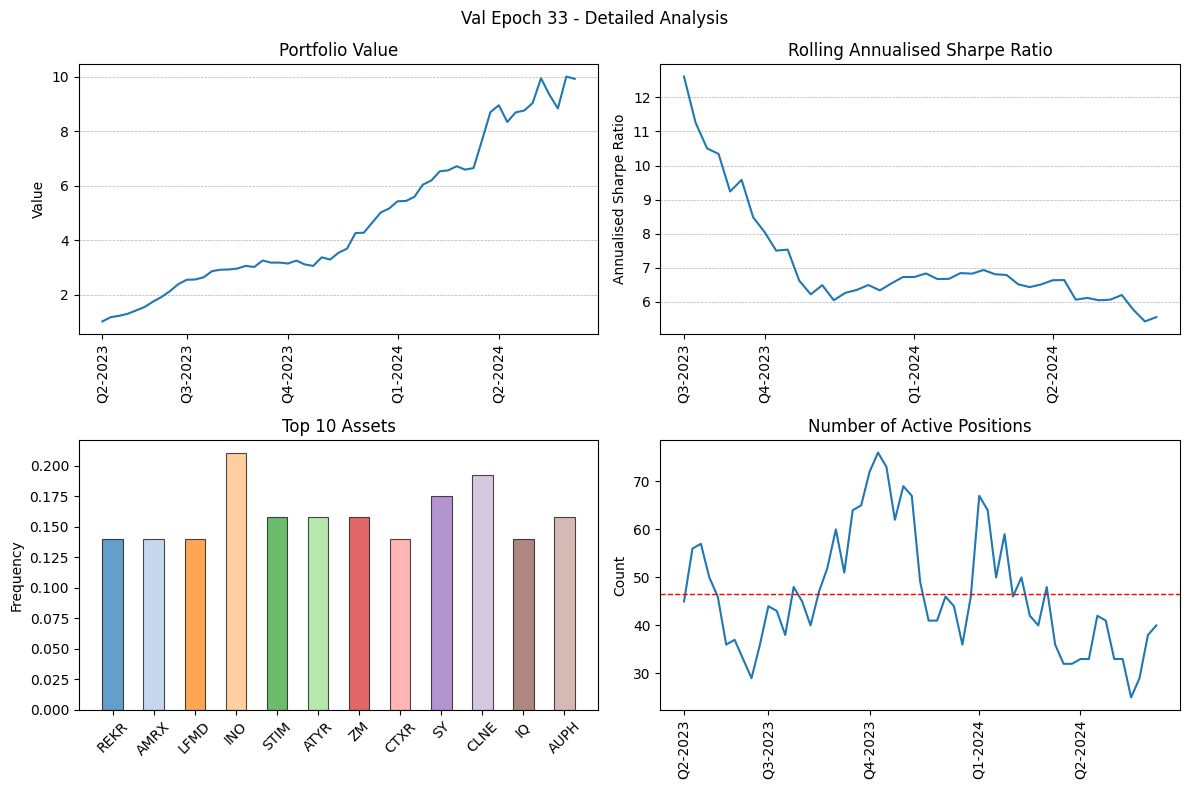 Val Epoch 33 - Detailed Analysis
Portfolio Value
Value
10
8
6
4
2
Q2-2023
Q3-2023
Q4-2023
Q1-2024
Q2-2024
Rolling Annualised Sharpe Ratio
Annualised Sharpe Ratio
12
11
10
9
8
7
6
Q3-2023
Q4-2023
Q1-2024
Q2-2024
Top 10 Assets
Frequency
0.200
0.175
0.150
0.125
0.100
0.075
0.050
0.025
0.000
REKR
AMRX
LFMD
INO
STIM
ATYR
ZM
CTXR
SY
CLNE
IQ
AUPH
Number of Active Positions
Count
70
60
50
40
30
Q2-2023
Q3-2023
Q4-2023
Q1-2024
Q2-2024